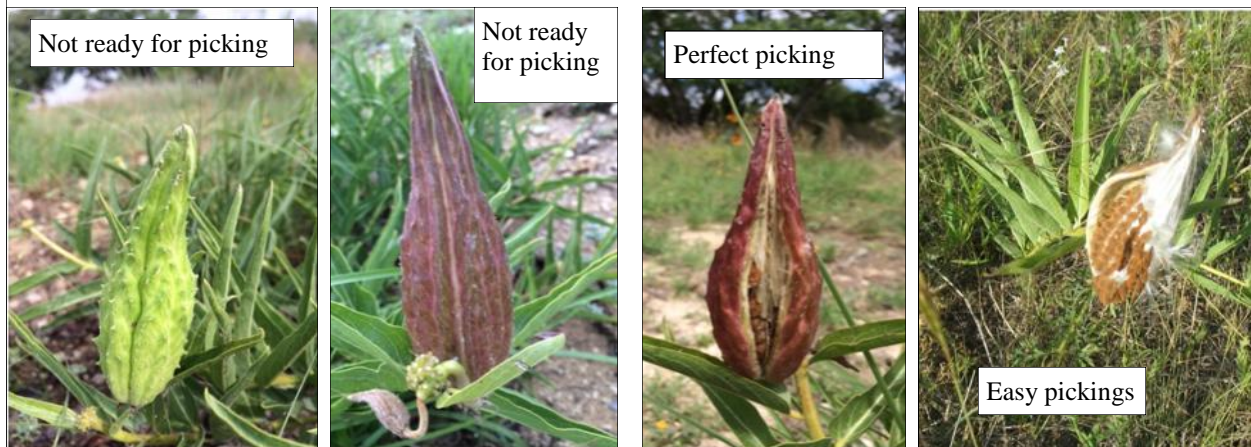 Not ready for picking
Not ready
for picking
Perfect picking
Easy pickings